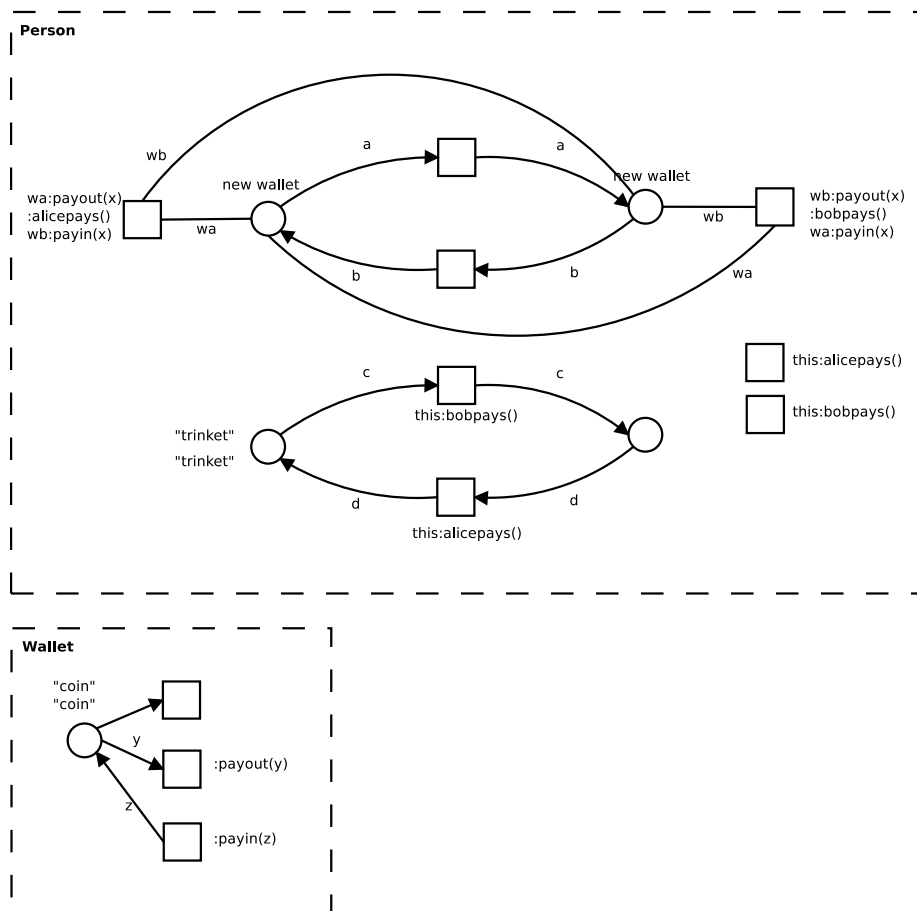 Person
wb
a
a
new wallet
new wallet
wa:payout(x)
:alicepays()
wb:payin(x)
wa
wb
wb:payout(x)
:bobpays()
wa:payin(x)
b
b
wa
c
c
this:alicepays()
this:bobpays()
this:bobpays()
"trinket"
"trinket"
d
d
this:alicepays()
Wallet
"coin"
"coin"
y
:payout(y)
z
:payin(z)